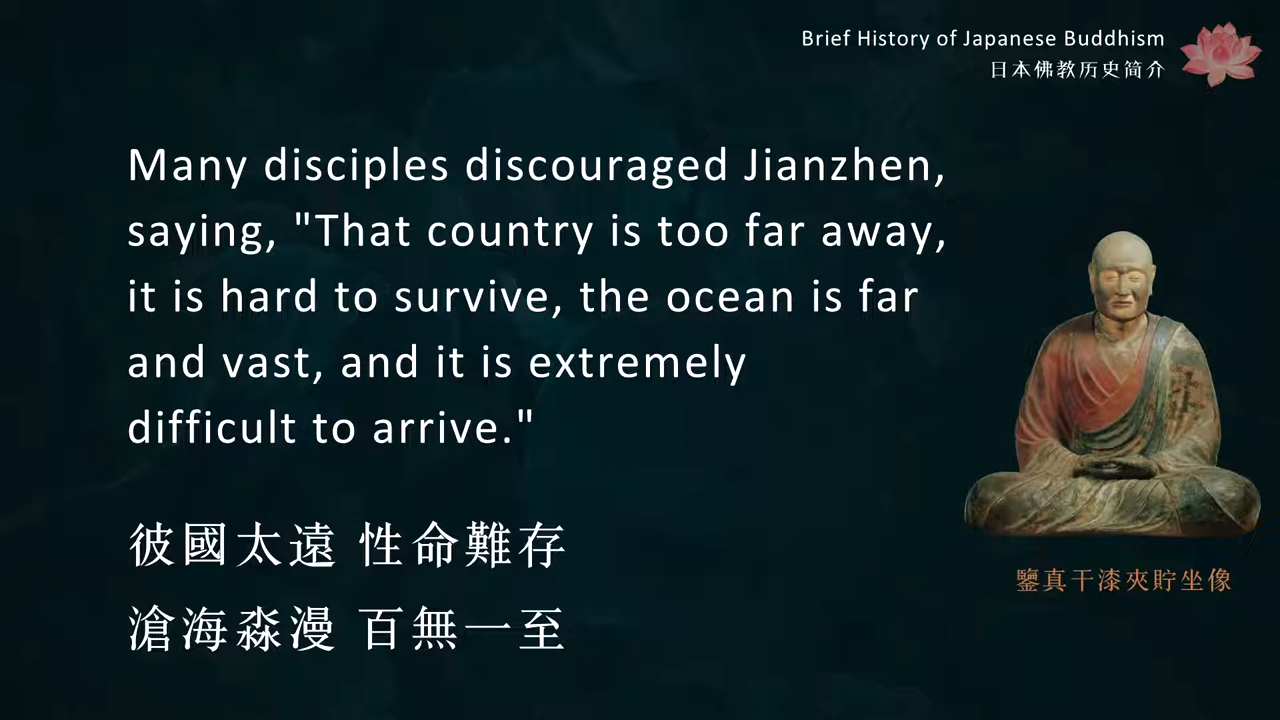 Brief History of Japanese Buddhism
日本佛教历史简介
Many disciples discouraged Jianzhen,
saying, "That country is too far away,
it is hard to survive, the ocean is far
and vast, and it is extremely
difficult to arrive."
彼國太遠 性命難存
滄海淼漫 百無一至
鑒真干漆夾貯坐像